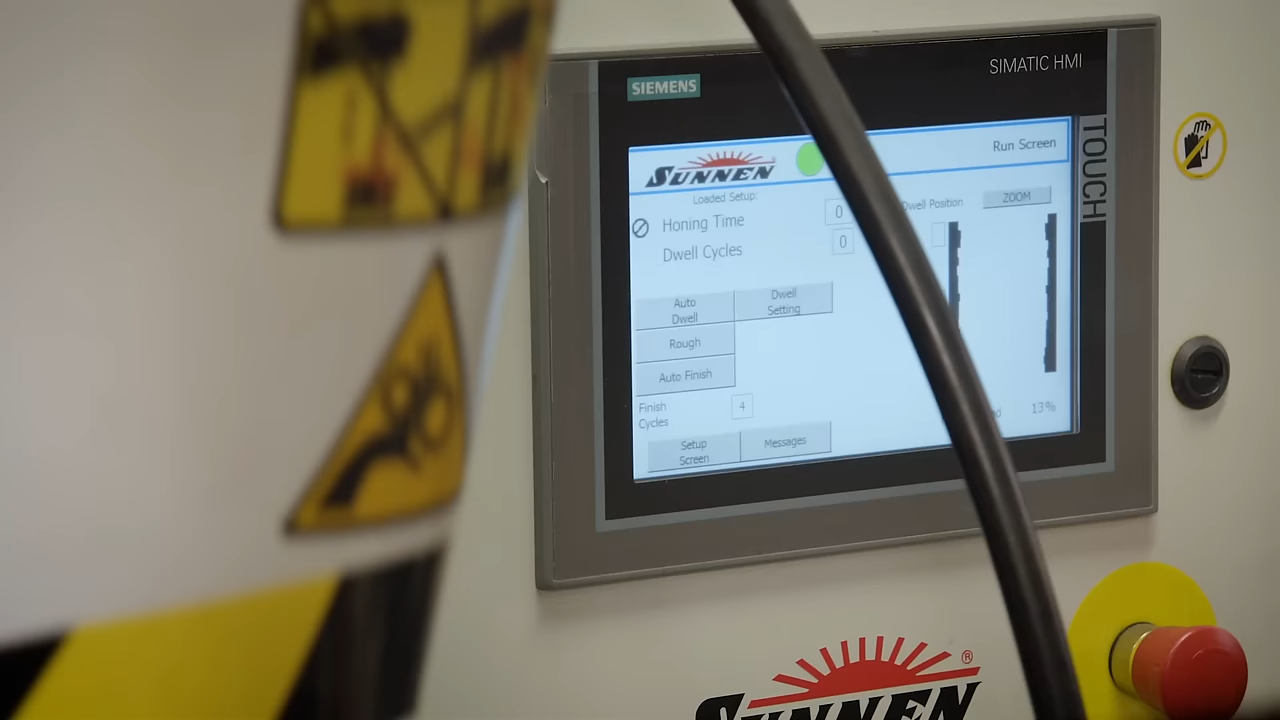 SIEMENS
SIMATIC HMI
TOUCH
SUNNEN
Run Screen
Loaded Setup:
Honing Time 0
Dwell Cycles 0
Dwell Position
ZOOM
Auto
Dwell
Dwell
Setting
Rough
Auto Finish
Finish
Cycles
4
13%
Setup
Screen
Messages
SUNNEN ®